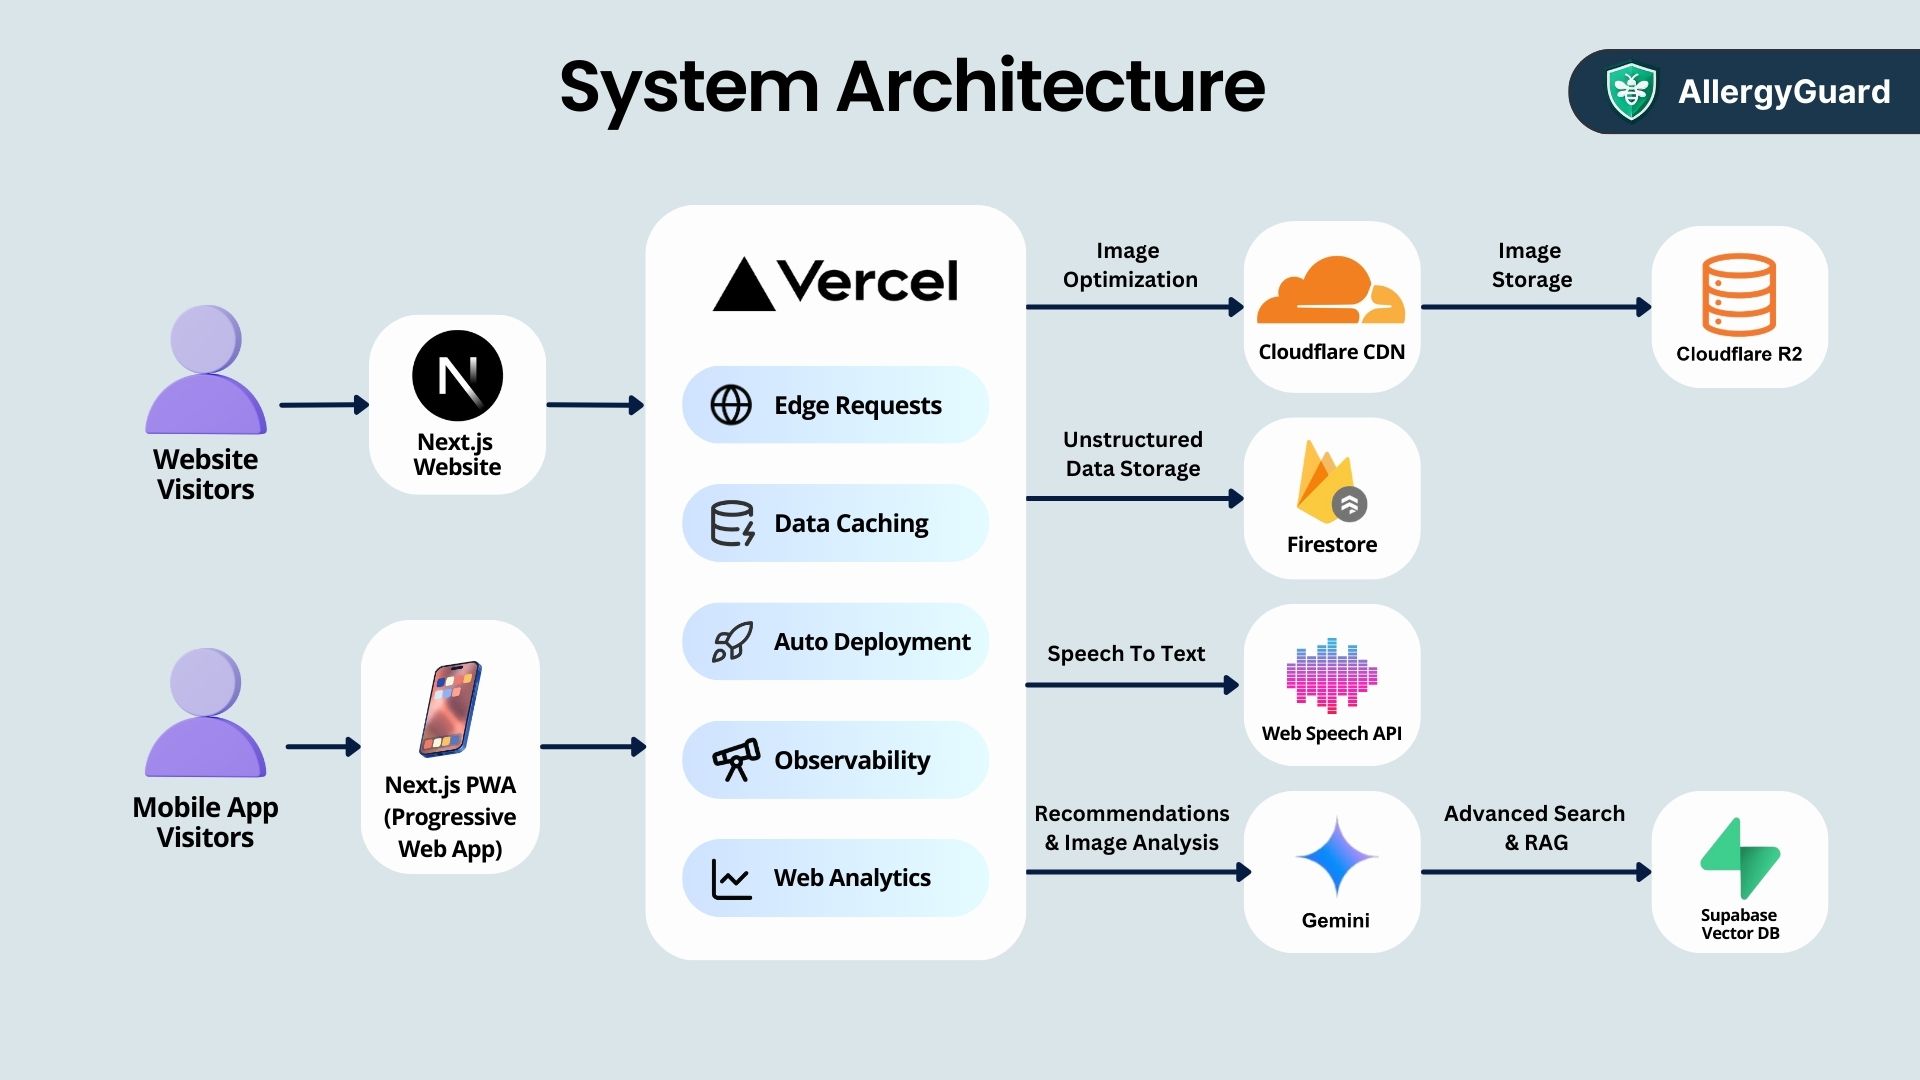 System Architecture
AllergyGuard
Website
Visitors
Next.js
Website
Mobile App
Visitors
Next.js PWA
(Progressive
Web App)
Vercel
Edge Requests
Data Caching
Auto Deployment
Observability
Web Analytics
Image
Optimization
Cloudflare CDN
Image
Storage
Cloudflare R2
Unstructured
Data Storage
Firestore
Speech To Text
Web Speech API
Recommendations
& Image Analysis
Gemini
Advanced Search
& RAG
Supabase
Vector DB